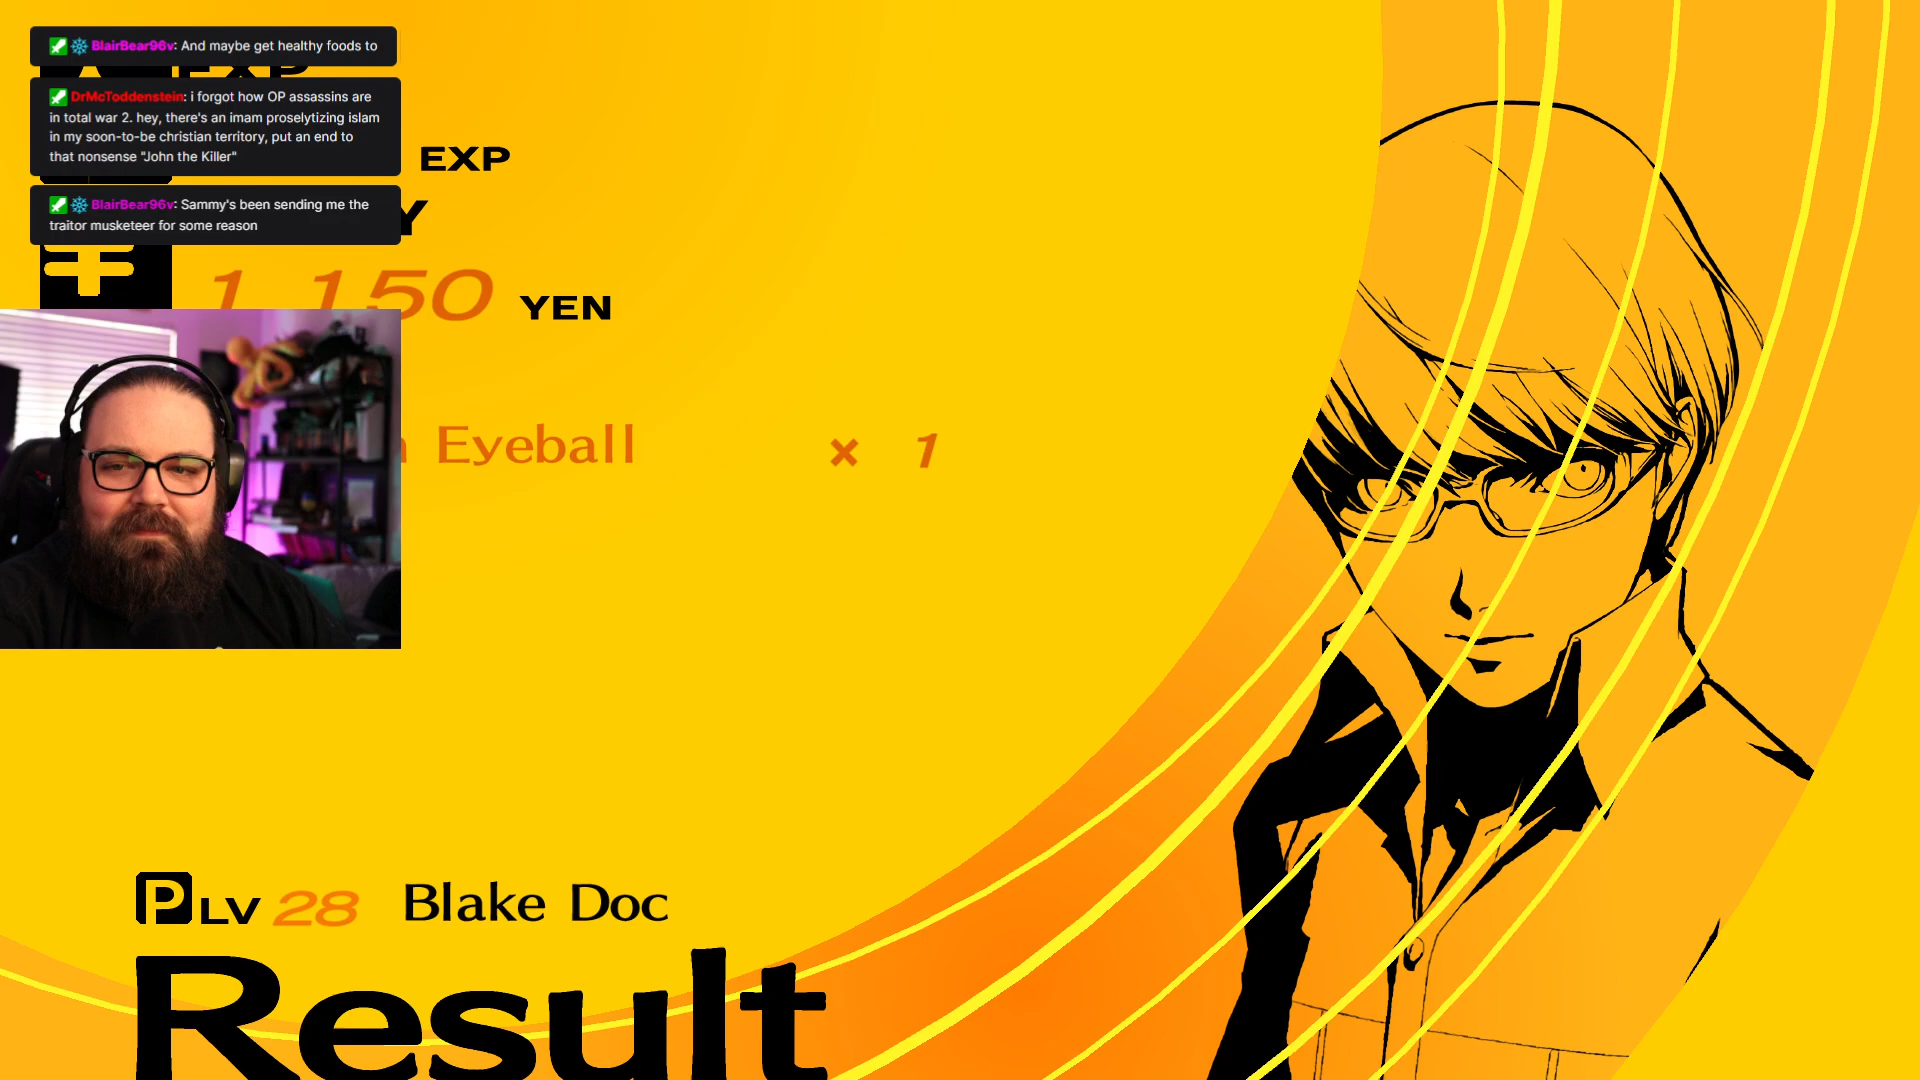 BlairBear96v: And maybe get healthy foods to
EXP
DrMcToddenstein: i forgot how OP assassins are
in total war 2. hey, there's an imam proselytizing islam
in my soon-to-be christian territory, put an end to
that nonsense "John the Killer"
EXP
BlairBear96v: Sammy's been sending me the
traitor musketeer for some reason
Y
1,150 YEN
Eyeball × 1
P LV 28 Blake Doc
Result